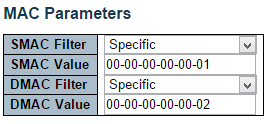 MAC Parameters
SMAC Filter Specific
SMAC Value 00-00-00-00-00-01
DMAC Filter Specific
DMAC Value 00-00-00-00-00-02